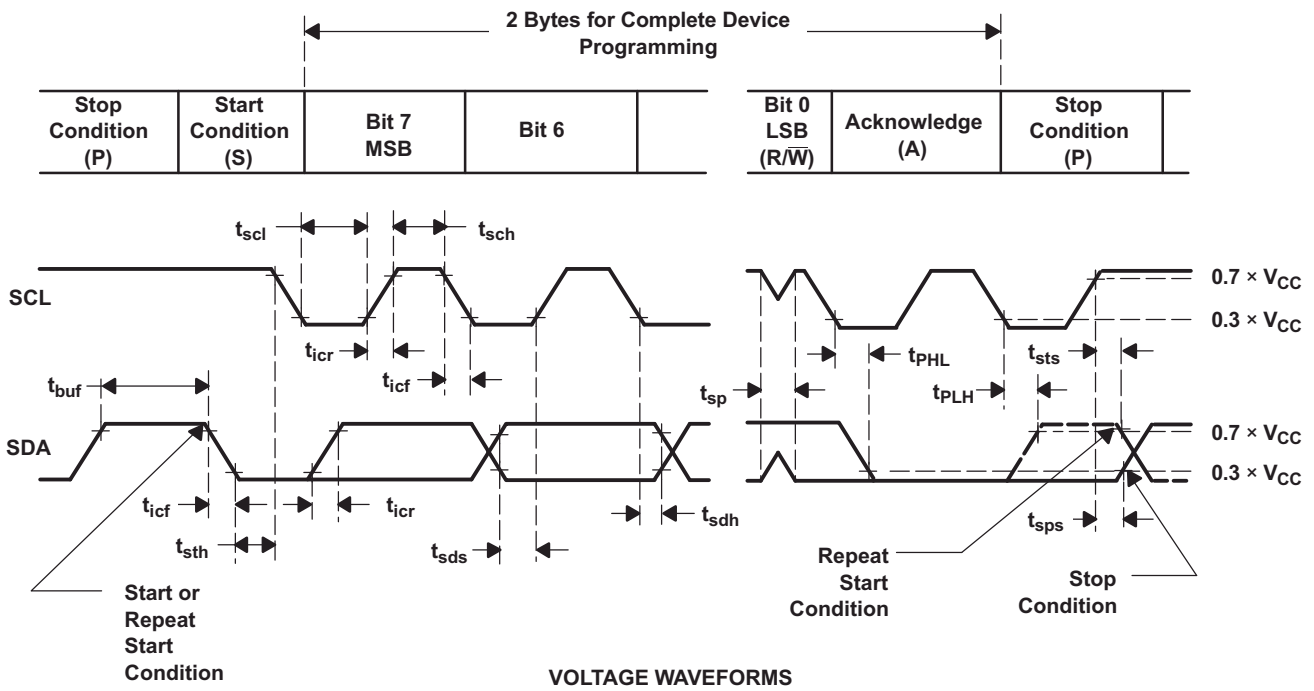 2 Bytes for Complete Device
Programming
Stop
Condition
(P)
Start
Condition
(S)
Bit 7
MSB
Bit 6
Bit 0
LSB
(R/W̅)
Acknowledge
(A)
Stop
Condition
(P)
tscl
tsch
SCL
0.7 × VCC
0.3 × VCC
ticr
ticf
tbuf
tsp
tPHL
tPLH
tsts
SDA
0.7 × VCC
0.3 × VCC
ticf
ticr
tsth
tsds
tsdh
tsps
Start or
Repeat
Start
Condition
Repeat
Start
Condition
Stop
Condition
VOLTAGE WAVEFORMS